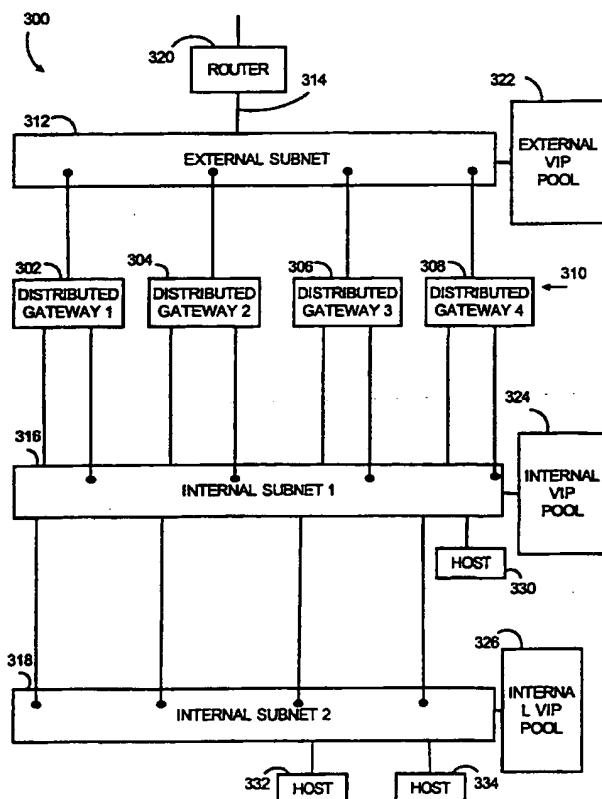 300
320
ROUTER
314
322
312
EXTERNAL SUBNET
EXTERNAL
VIP
POOL
302
DISTRIBUTED
GATEWAY 1
304
DISTRIBUTED
GATEWAY 2
306
DISTRIBUTED
GATEWAY 3
308
DISTRIBUTED
GATEWAY 4
310
324
316
INTERNAL SUBNET 1
INTERNAL
VIP
POOL
HOST
330
326
318
INTERNAL SUBNET 2
INTERNA
L VIP
POOL
332
HOST
334
HOST